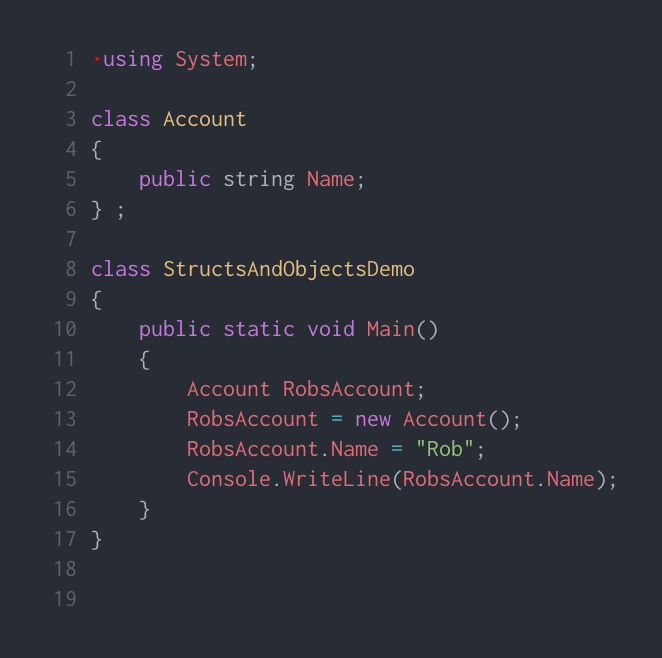 1 ·using System;
2
3 class Account
4 {
5     public string Name;
6 } ;
7
8 class StructsAndObjectsDemo
9 {
10     public static void Main()
11     {
12         Account RobsAccount;
13         RobsAccount = new Account();
14         RobsAccount.Name = "Rob";
15         Console.WriteLine(RobsAccount.Name);
16     }
17 }
18
19